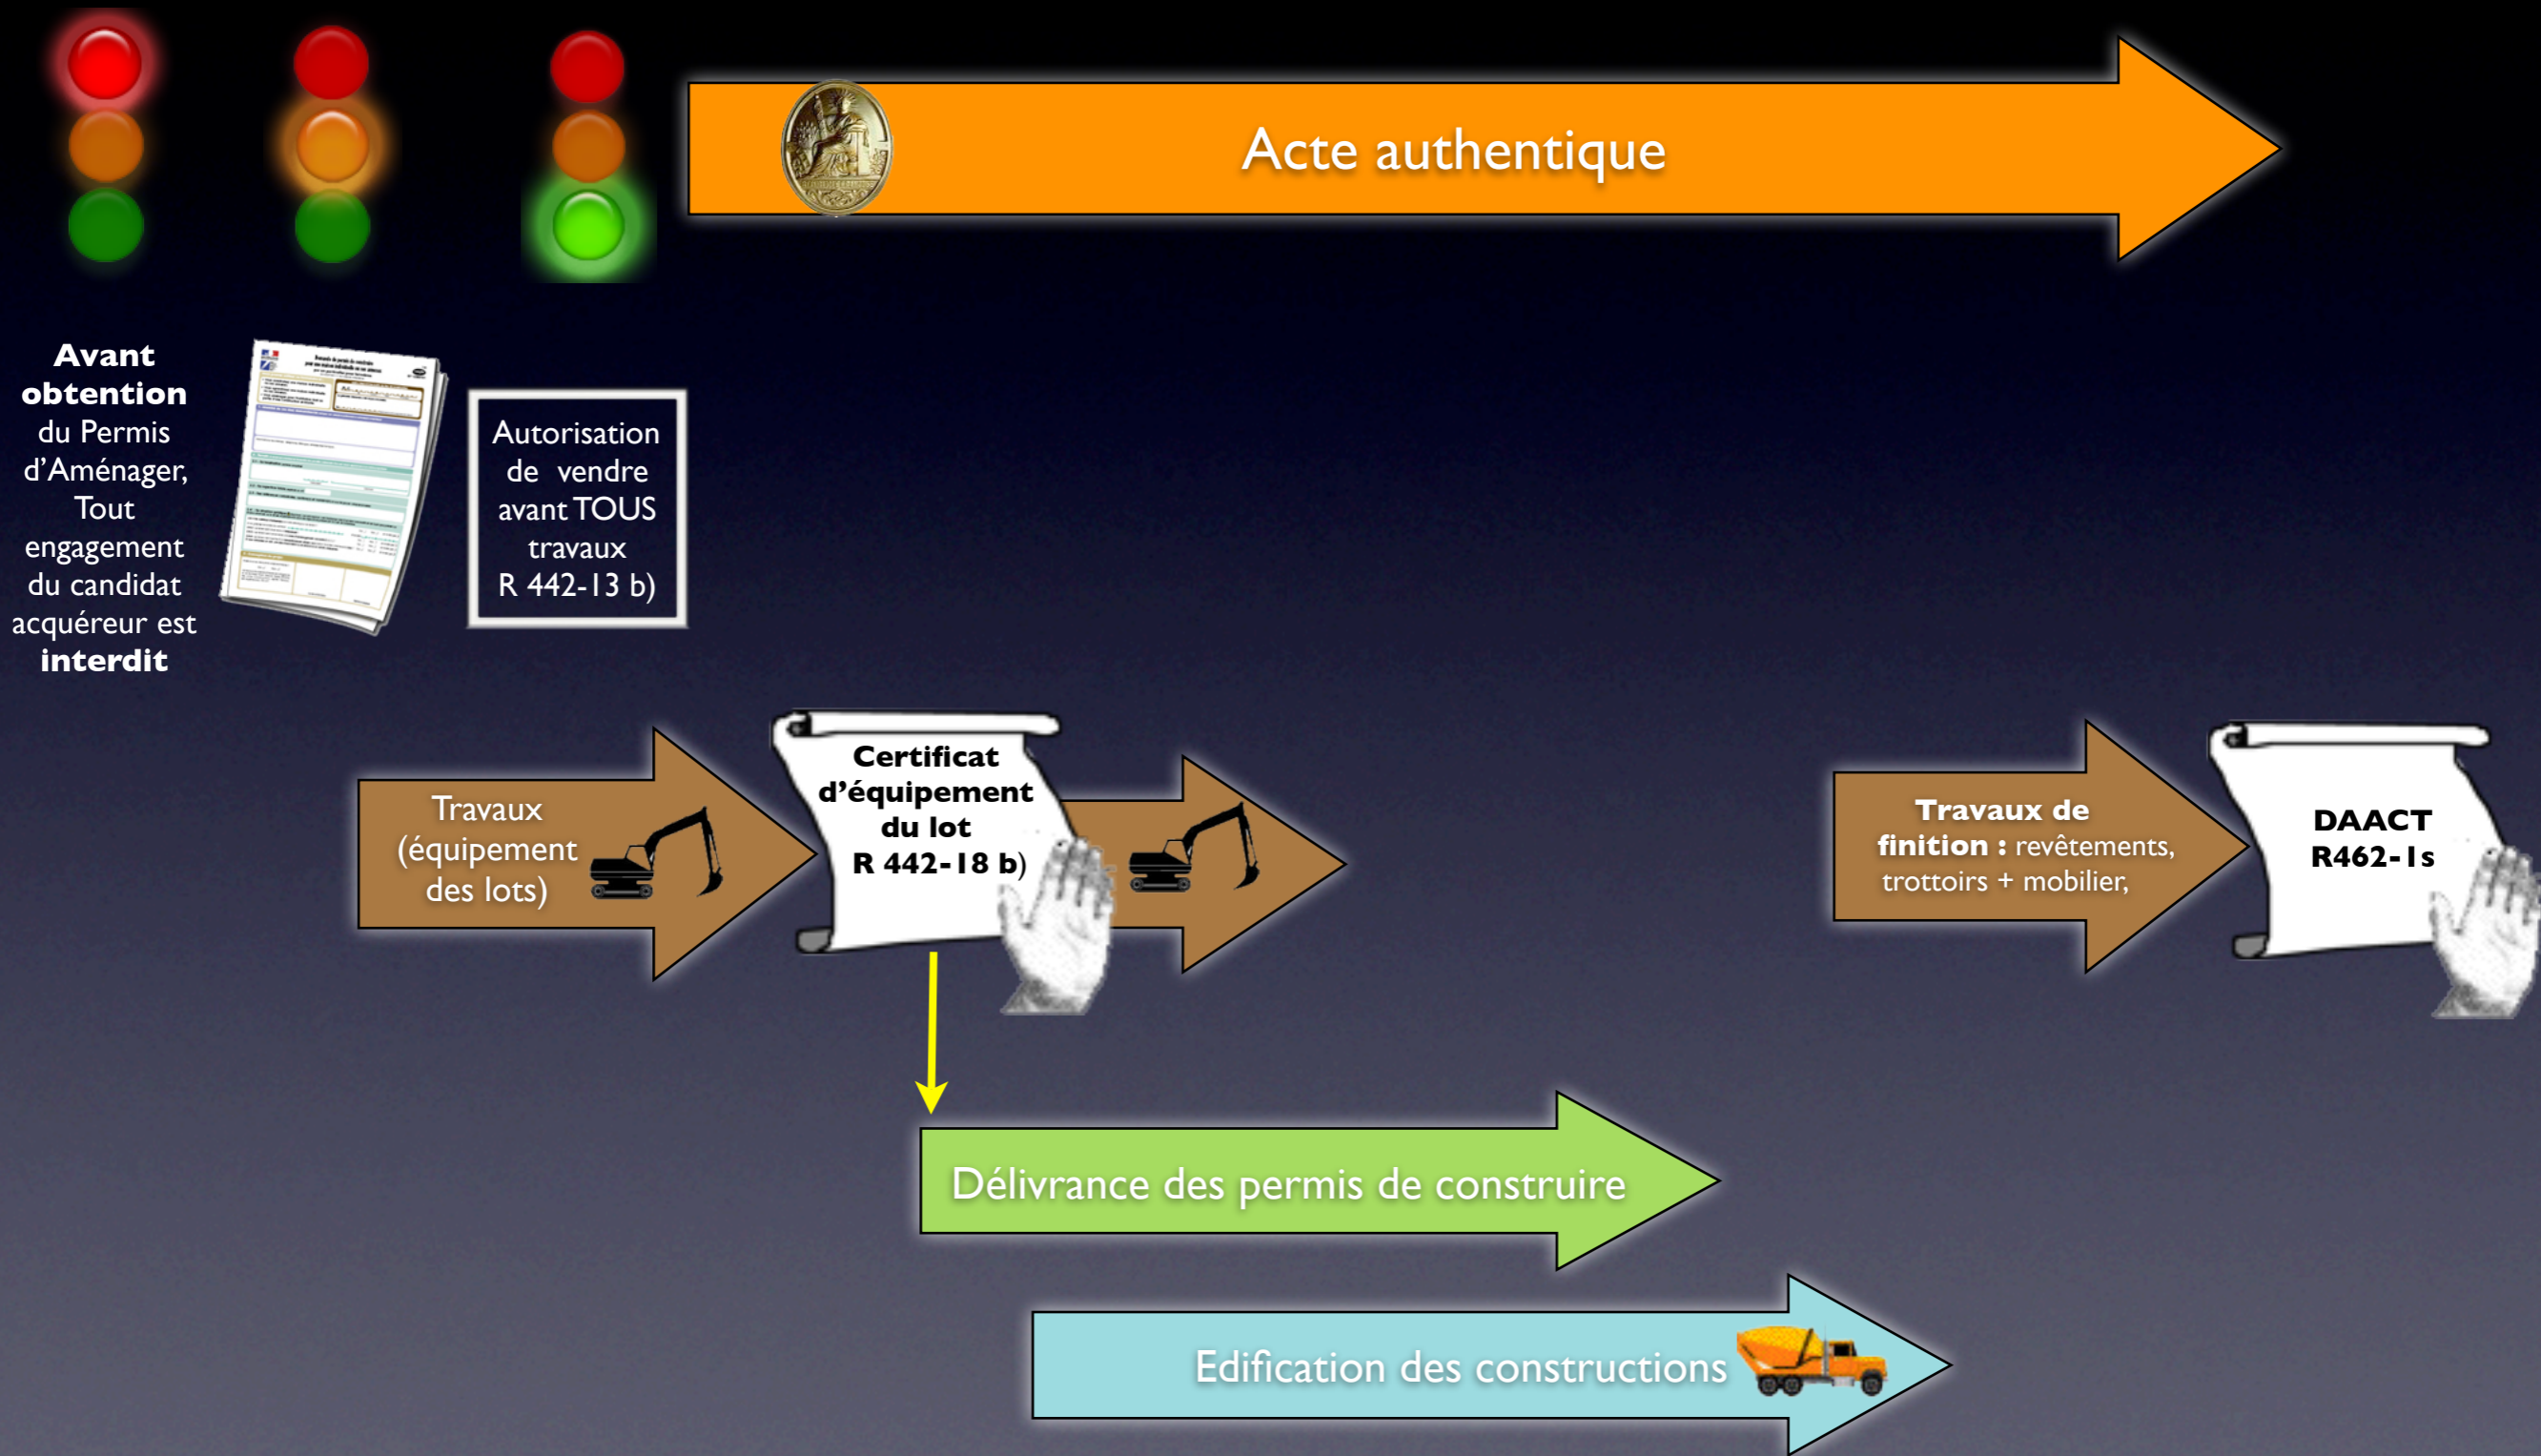 Acte authentique
Avant
obtention
du Permis
d’Aménager,
Tout
engagement
du candidat
acquéreur est
interdit
Autorisation
de vendre
avant TOUS
travaux
R 442-13 b)
Travaux
(équipement
des lots)
Certificat
d’équipement
du lot
R 442-18 b)
Travaux de
finition : revêtements,
trottoirs + mobilier,
DAACT
R462-1s
Délivrance des permis de construire
Edification des constructions